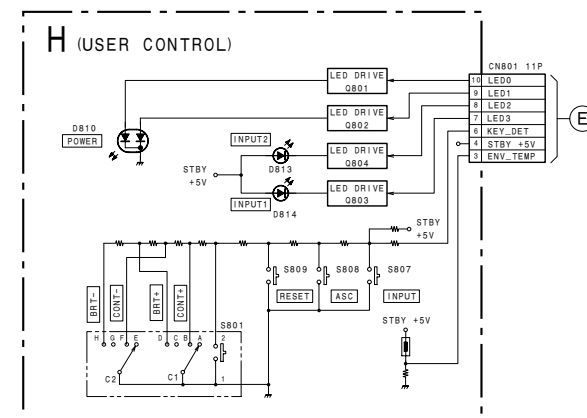 H (USER CONTROL)
CN801 11P
LED DRIVE
Q801
10 LED0
9 LED1
8 LED2
7 LED3
6 KEY_DET
4 STBY +5V
3 ENV_TEMP
E
LED DRIVE
Q802
D810
POWER
INPUT2
D813
LED DRIVE
Q804
STBY
+5V
INPUT1
D814
LED DRIVE
Q803
STBY
+5V
S809
S808
S807
RESET
ASC
INPUT
BRT-
CONT-
BRT+
CONT+
S801
STBY +5V
H G F E D C B A 2
C2 C1 1